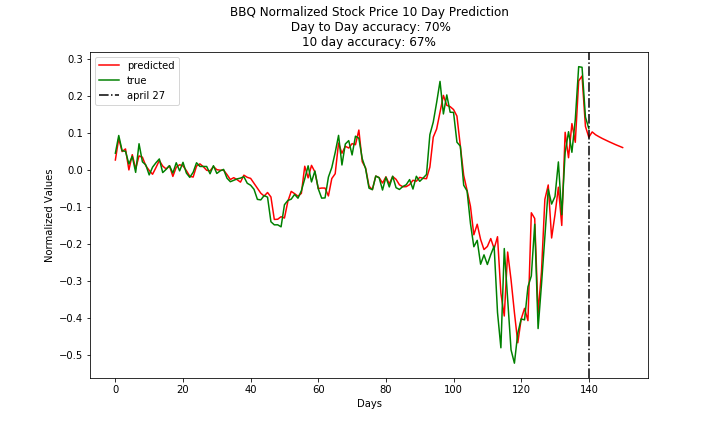 BBQ Normalized Stock Price 10 Day Prediction
Day to Day accuracy: 70%
10 day accuracy: 67%
predicted
true
april 27
Normalized Values
0.3
0.2
0.1
0.0
−0.1
−0.2
−0.3
−0.4
−0.5
0 20 40 60 80 100 120 140
Days